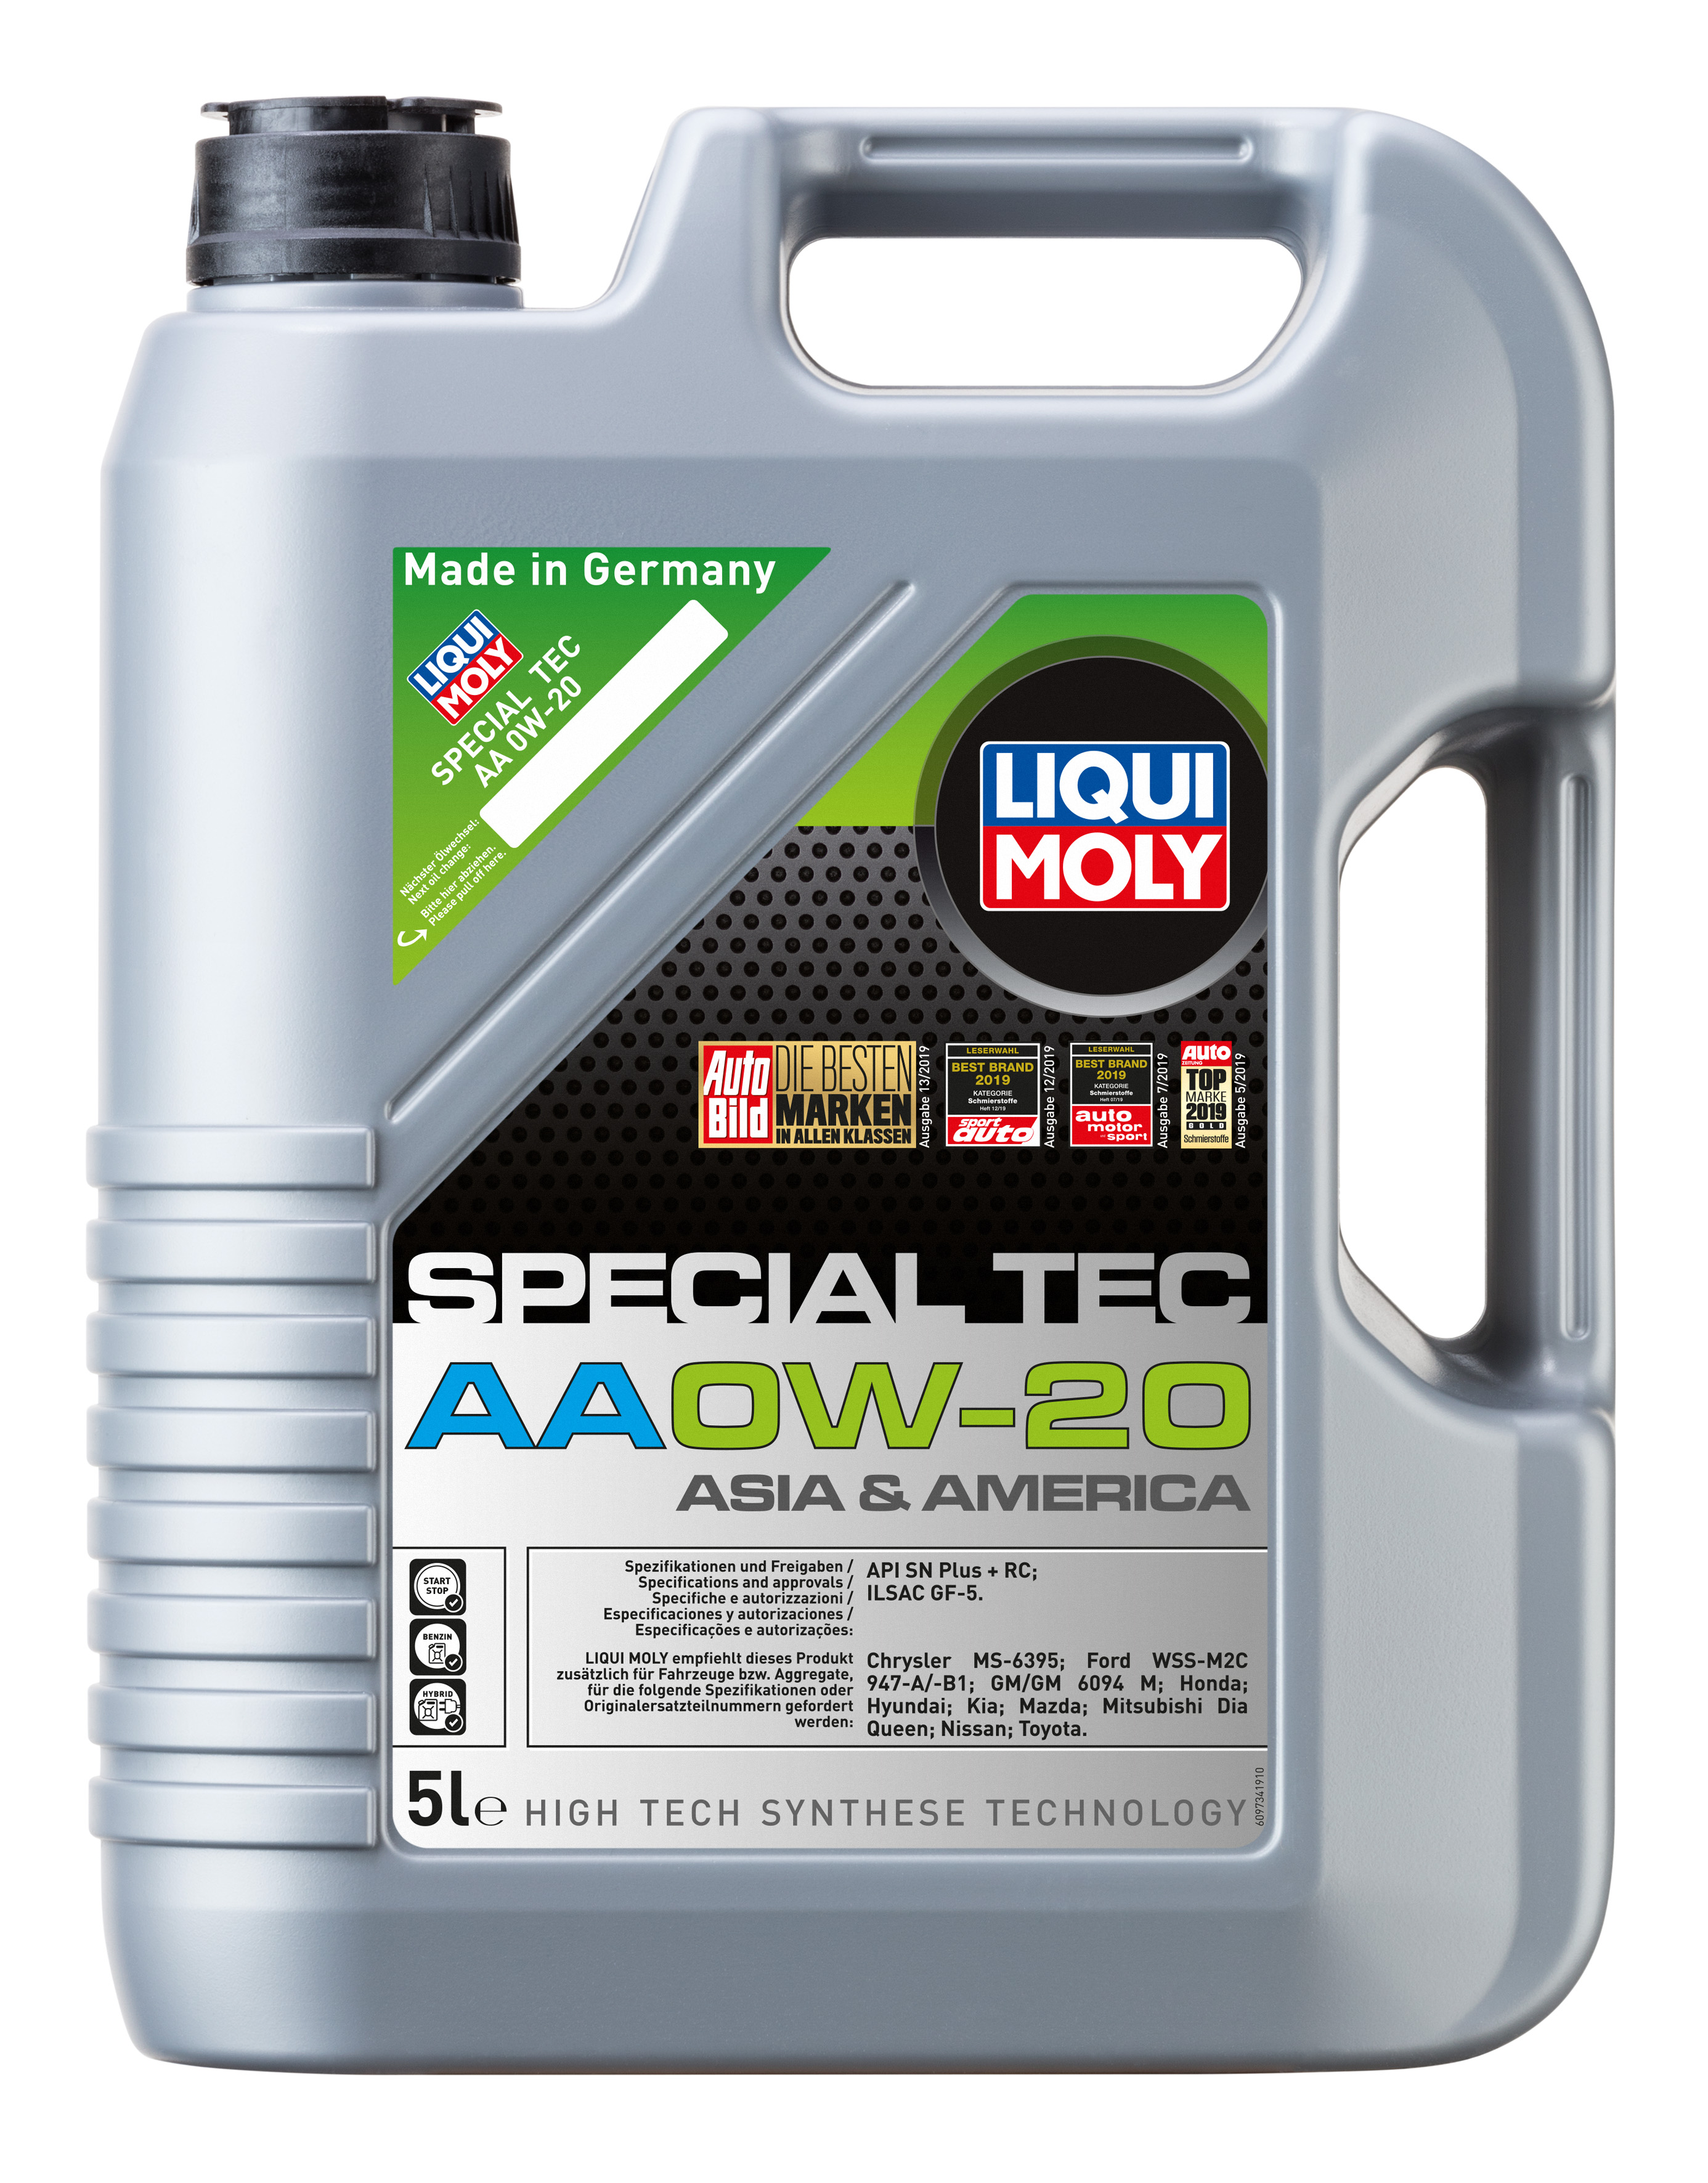 Made in Germany
LIQUI
MOLY
SPECIAL TEC
AA 0W-20
Nächster Ölwechsel:
Next oil change:
Bitte hier abziehen.
Please pull off here.
LIQUI
MOLY
Auto
Bild
DIE BESTEN
MARKEN
IN ALLEN KLASSEN
Ausgabe 13/2019
LESERWAHL
BEST BRAND
2019
KATEGORIE
Schmierstoffe
Heft 12/19
sport
auto
Ausgabe 12/2019
LESERWAHL
BEST BRAND
2019
KATEGORIE
Schmierstoffe
Heft 07/19
auto
motor
und sport
Ausgabe 7/2019
Auto
ZEITUNG
TOP
MARKE
2019
GOLD
Schmierstoffe
Ausgabe 5/2019
SPECIAL TEC
AA 0W-20
ASIA & AMERICA
START
STOP
BENZIN
HYBRID
Spezifikationen und Freigaben /
Specifications and approvals /
Specifiche e autorizzazioni /
Especificaciones y autorizaciones /
Especificações e autorizações:
API SN Plus + RC;
ILSAC GF-5.
LIQUI MOLY empfiehlt dieses Produkt
zusätzlich für Fahrzeuge bzw. Aggregate,
für die folgende Spezifikationen oder
Originalersatzteilnummern gefordert
werden:
Chrysler MS-6395; Ford WSS-M2C
947-A/-B1; GM/GM 6094 M; Honda;
Hyundai; Kia; Mazda; Mitsubishi Dia
Queen; Nissan; Toyota.
5l e HIGH TECH SYNTHESE TECHNOLOGY
6097341910